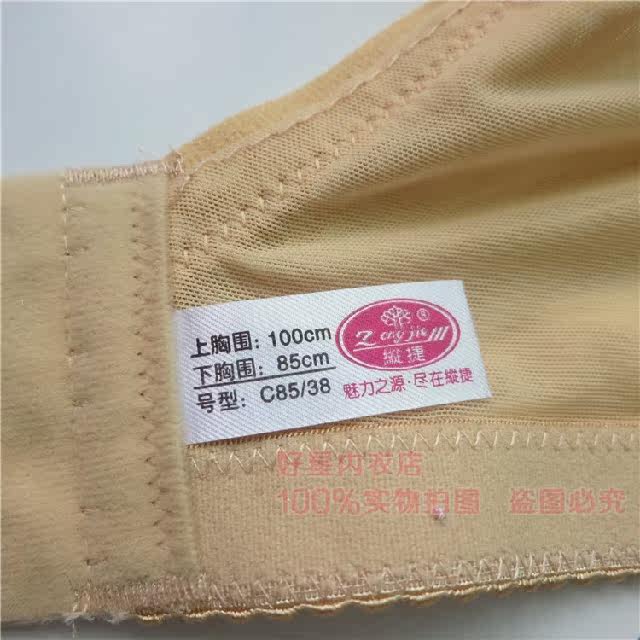 上胸围: 100cm
下胸围: 85cm
号型: C85/38
Zongjie
®
縱捷
魅力之源·尽在縱捷
好星内衣店
100%实物拍图 盗图必究